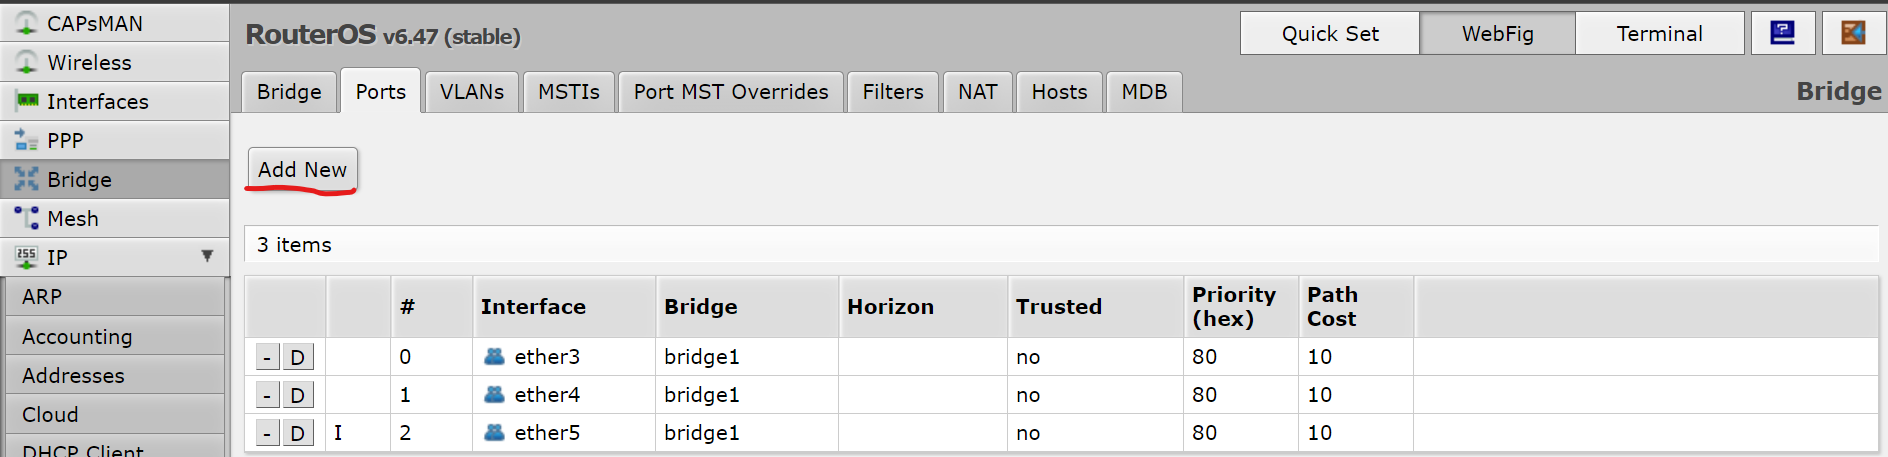 CAPsMAN
Wireless
Interfaces
PPP
Bridge
Mesh
255 IP ▼
ARP
Accounting
Addresses
Cloud
DHCP Client
RouterOS v6.47 (stable)
Quick Set WebFig Terminal
Bridge Ports VLANs MSTIs Port MST Overrides Filters NAT Hosts MDB Bridge
Add New
3 items
# Interface Bridge Horizon Trusted Priority (hex) Path Cost
- D 0 ether3 bridge1 no 80 10
- D 1 ether4 bridge1 no 80 10
- D I 2 ether5 bridge1 no 80 10